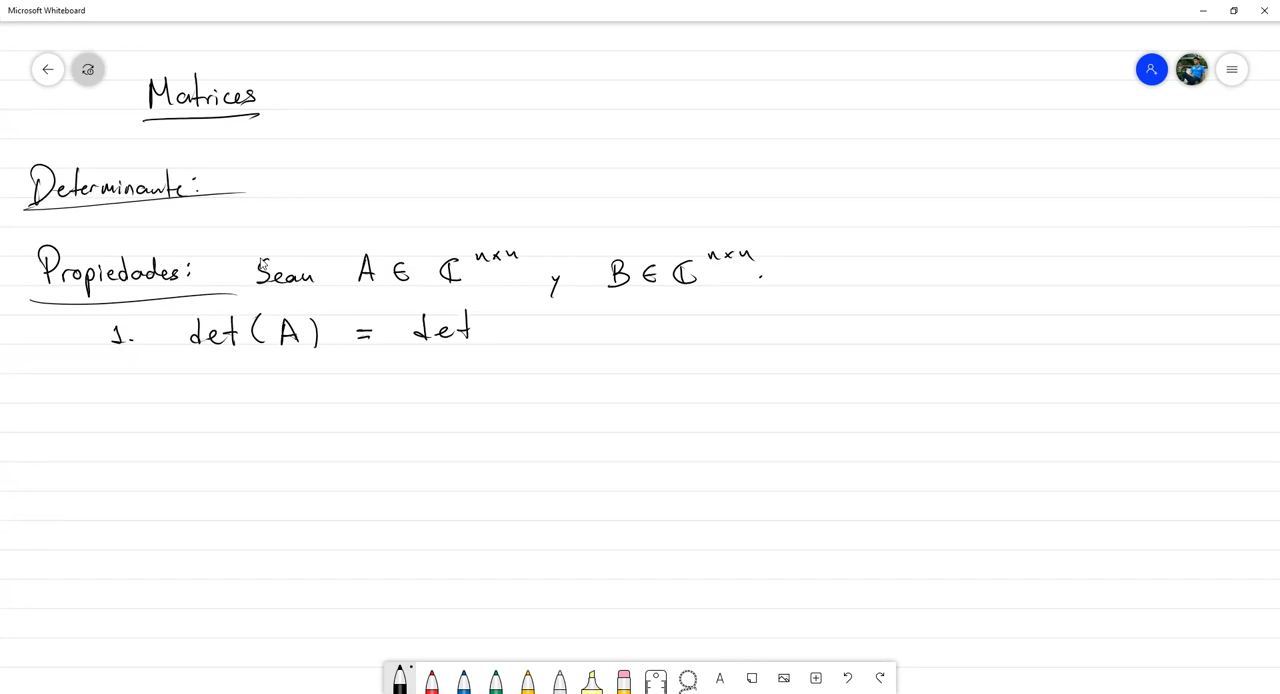 Microsoft Whiteboard
Matrices
Determinante:
Propiedades: Sean A ∈ ℂ^{n×n} y B ∈ ℂ^{n×n}.
1. det(A) = det
A